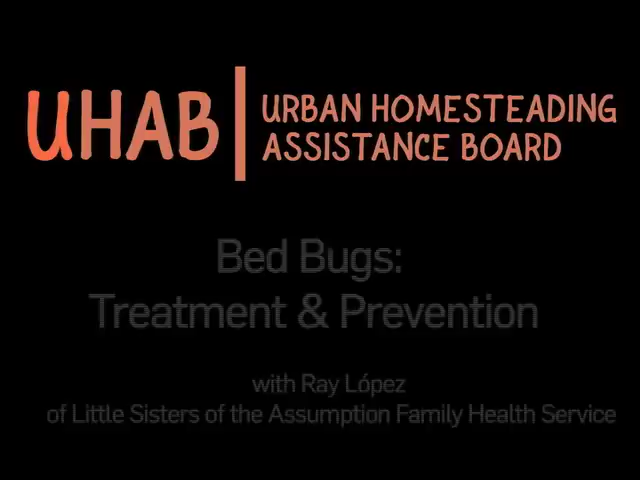 UHAB
URBAN HOMESTEADING
ASSISTANCE BOARD
Bed Bugs:
Treatment & Prevention
with Ray López
of Little Sisters of the Assumption Family Health Service